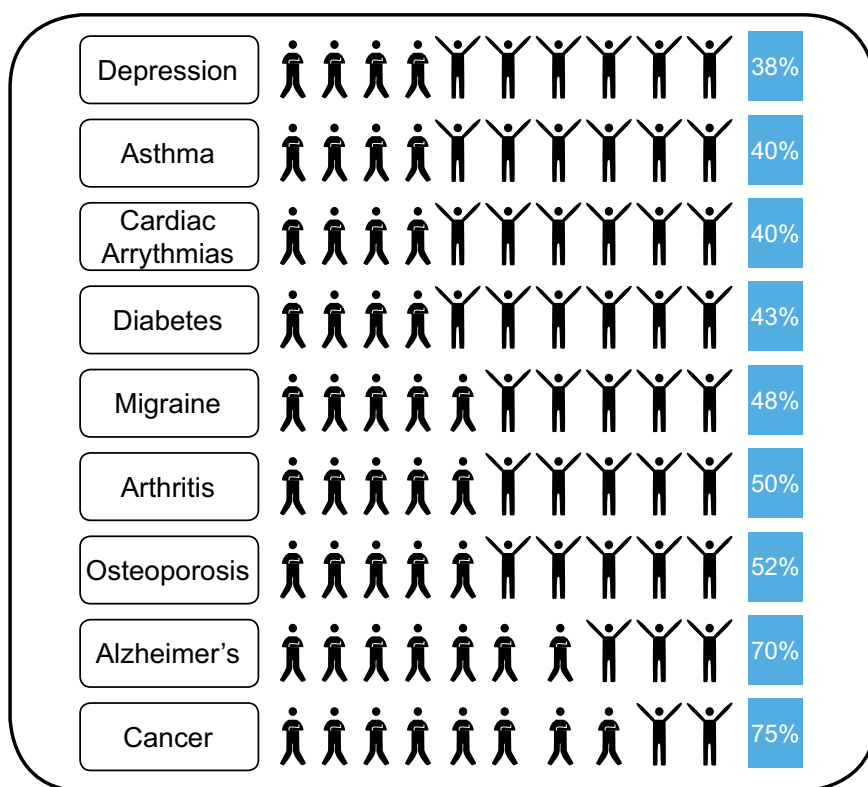 Depression
38%
Asthma
40%
Cardiac
Arrythmias
40%
Diabetes
43%
Migraine
48%
Arthritis
50%
Osteoporosis
52%
Alzheimer’s
70%
Cancer
75%